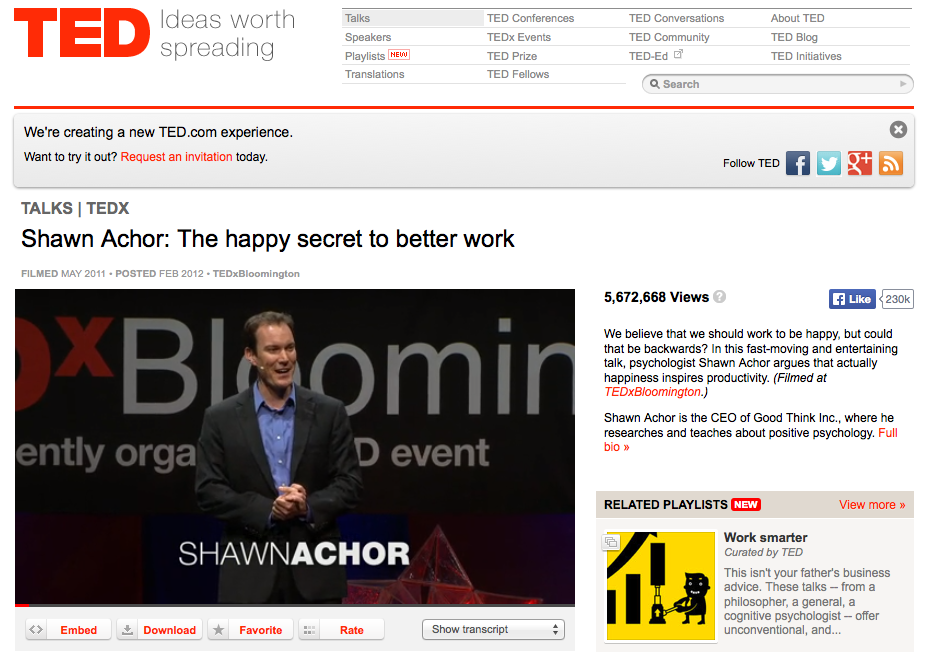 TED Ideas worth
spreading
Talks
Speakers
Playlists NEW
Translations
TED Conferences
TEDx Events
TED Prize
TED Fellows
TED Conversations
TED Community
TED-Ed
About TED
TED Blog
TED Initiatives
Search
We're creating a new TED.com experience.
Want to try it out? Request an invitation today.
Follow TED
TALKS | TEDX
Shawn Achor: The happy secret to better work
FILMED MAY 2011 • POSTED FEB 2012 • TEDxBloomington
DxBloomin
ently orga D event
SHAWNACHOR
Embed
Download
Favorite
Rate
Show transcript
5,672,668 Views ?
Like 230k
We believe that we should work to be happy, but could
that be backwards? In this fast-moving and entertaining
talk, psychologist Shawn Achor argues that actually
happiness inspires productivity. (Filmed at
TEDxBloomington.)
Shawn Achor is the CEO of Good Think Inc., where he
researches and teaches about positive psychology. Full
bio »
RELATED PLAYLISTS NEW
View more »
Work smarter
Curated by TED
This isn't your father's business
advice. These talks -- from a
philosopher, a general, a
cognitive psychologist -- offer
unconventional, and...